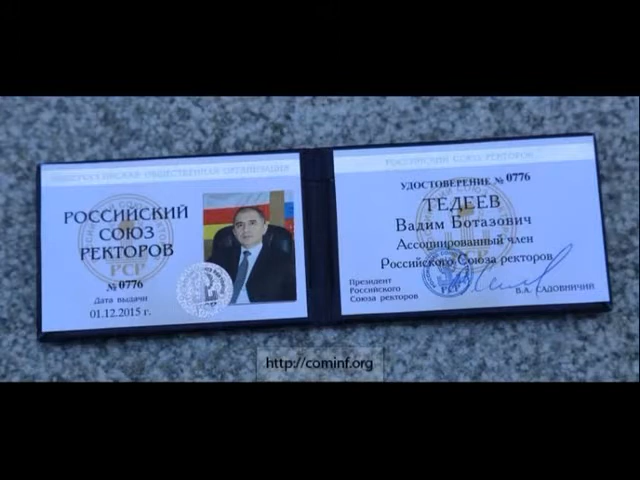 ОБЩЕРОССИЙСКАЯ ОБЩЕСТВЕННАЯ ОРГАНИЗАЦИЯ
РОССИЙСКИЙ
СОЮЗ
РЕКТОРОВ
РСР
№ 0776
Дата выдачи
01.12.2015 г.
РОССИЙСКИЙ СОЮЗ РЕКТОРОВ
УДОСТОВЕРЕНИЕ № 0776
ТЕДЕЕВ
Вадим Ботазович
Ассоциированный член
Российского Союза ректоров
Президент
Российского
Союза ректоров
В.А. САДОВНИЧИЙ
http://cominf.org